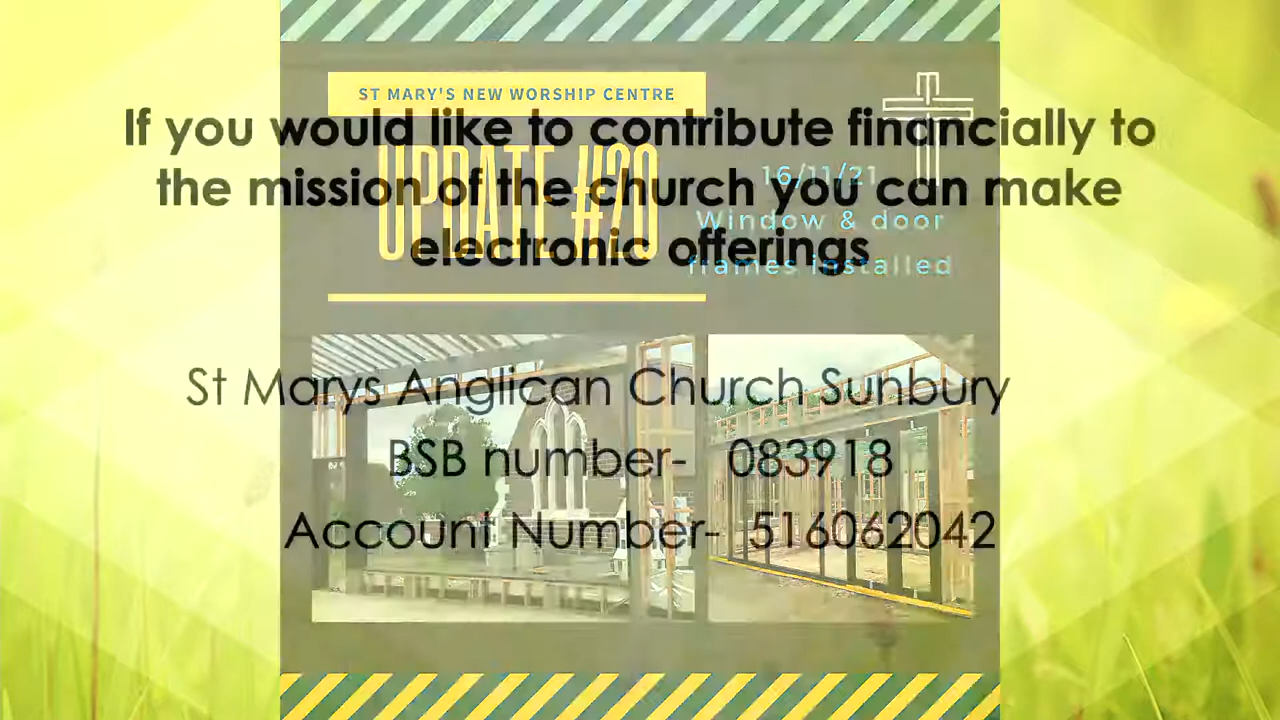 ST MARY'S NEW WORSHIP CENTRE
If you would like to contribute financially to
the mission of the church you can make
electronic offerings
UPDATE #20
16/11/21
Window & door
frames installed
St Marys Anglican Church Sunbury
BSB number- 083918
Account Number- 516062042